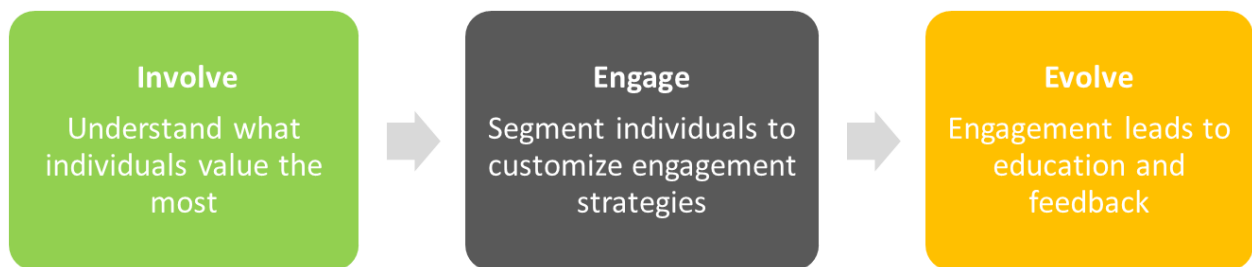 Involve
Understand what
individuals value the
most
Engage
Segment individuals to
customize engagement
strategies
Evolve
Engagement leads to
education and
feedback